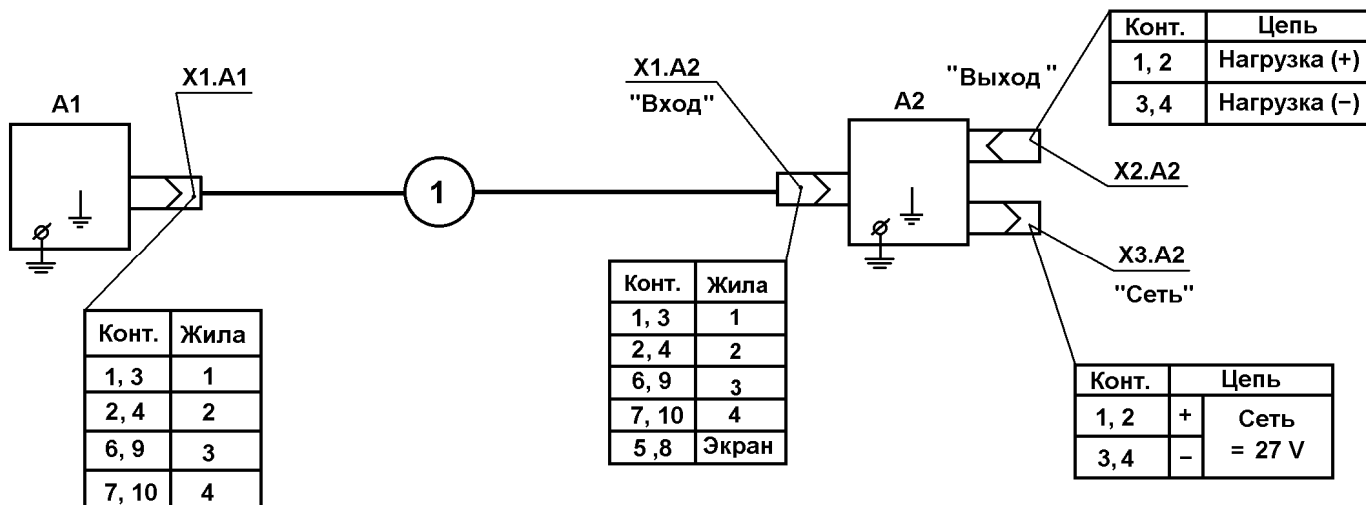 A1
X1.A1
Конт. Жила
1, 3 1
2, 4 2
6, 9 3
7, 10 4
1
X1.A2
"Вход"
Конт. Жила
1, 3 1
2, 4 2
6, 9 3
7, 10 4
5 ,8 Экран
A2
"Выход "
X2.A2
X3.A2
"Сеть"
Конт. Цепь
1, 2 Нагрузка (+)
3, 4 Нагрузка (−)
Конт. Цепь
1, 2 + Сеть
3, 4 − = 27 V